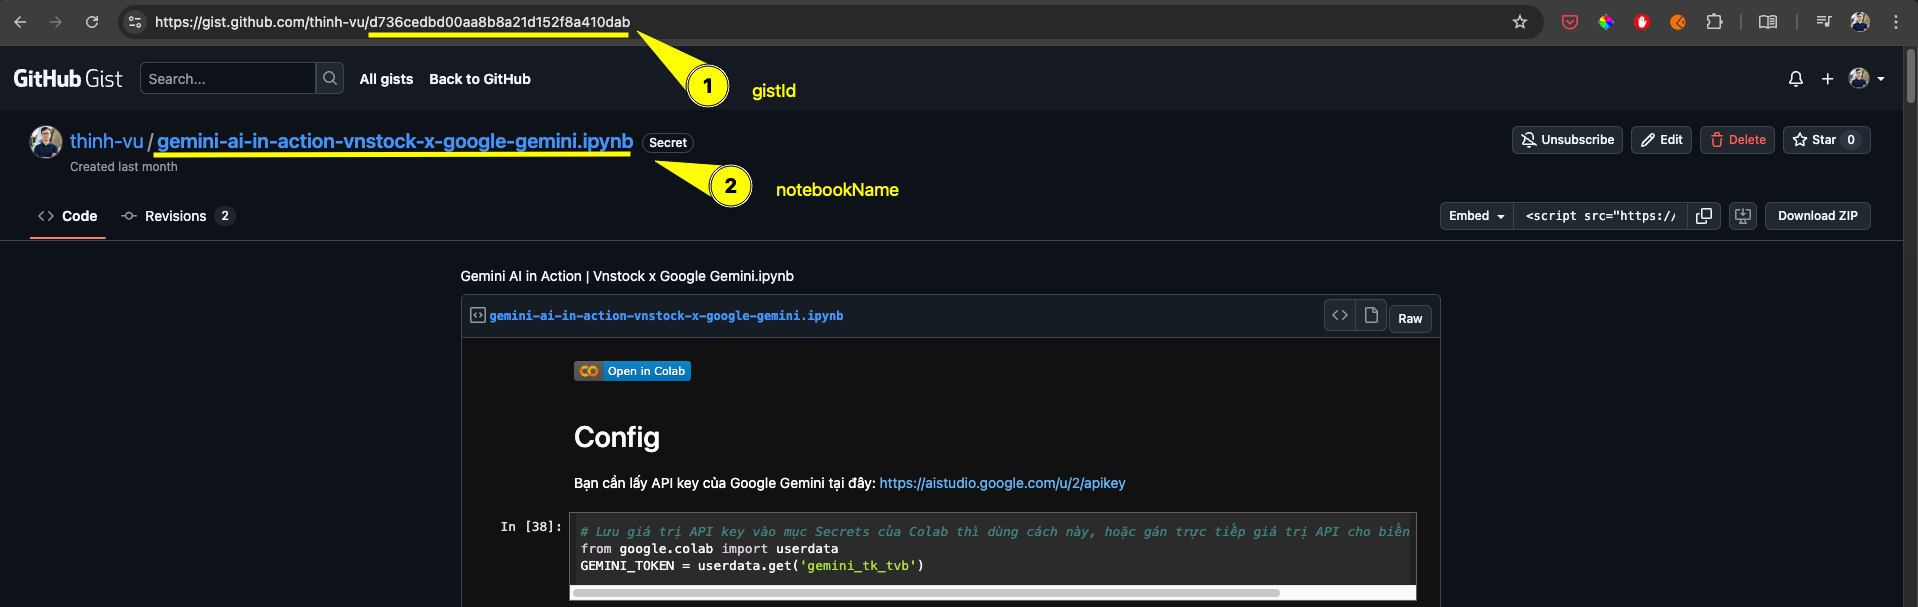 https://gist.github.com/thinh-vu/d736cedbd00aa8b8a21d152f8a410dab
GitHub Gist
Search...
All gists
Back to GitHub
1
gistId
thinh-vu / gemini-ai-in-action-vnstock-x-google-gemini.ipynb
Secret
Unsubscribe
Edit
Delete
Star 0
Created last month
2
notebookName
Code
Revisions 2
Embed
<script src="https:/
Download ZIP
Gemini AI in Action | Vnstock x Google Gemini.ipynb
gemini-ai-in-action-vnstock-x-google-gemini.ipynb
Raw
Open in Colab
Config
Bạn cần lấy API key của Google Gemini tại đây: https://aistudio.google.com/u/2/apikey
In [38]:
# Lưu giá trị API key vào mục Secrets của Colab thì dùng cách này, hoặc gán trực tiếp giá trị API cho biến
from google.colab import userdata
GEMINI_TOKEN = userdata.get('gemini_tk_tvb')